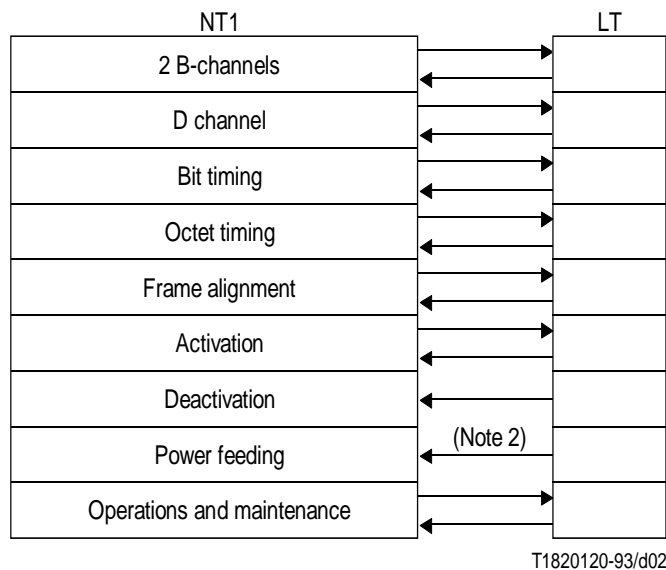 NT1 LT
2 B-channels
D channel
Bit timing
Octet timing
Frame alignment
Activation
Deactivation
(Note 2)
Power feeding
Operations and maintenance
T1820120-93/d02